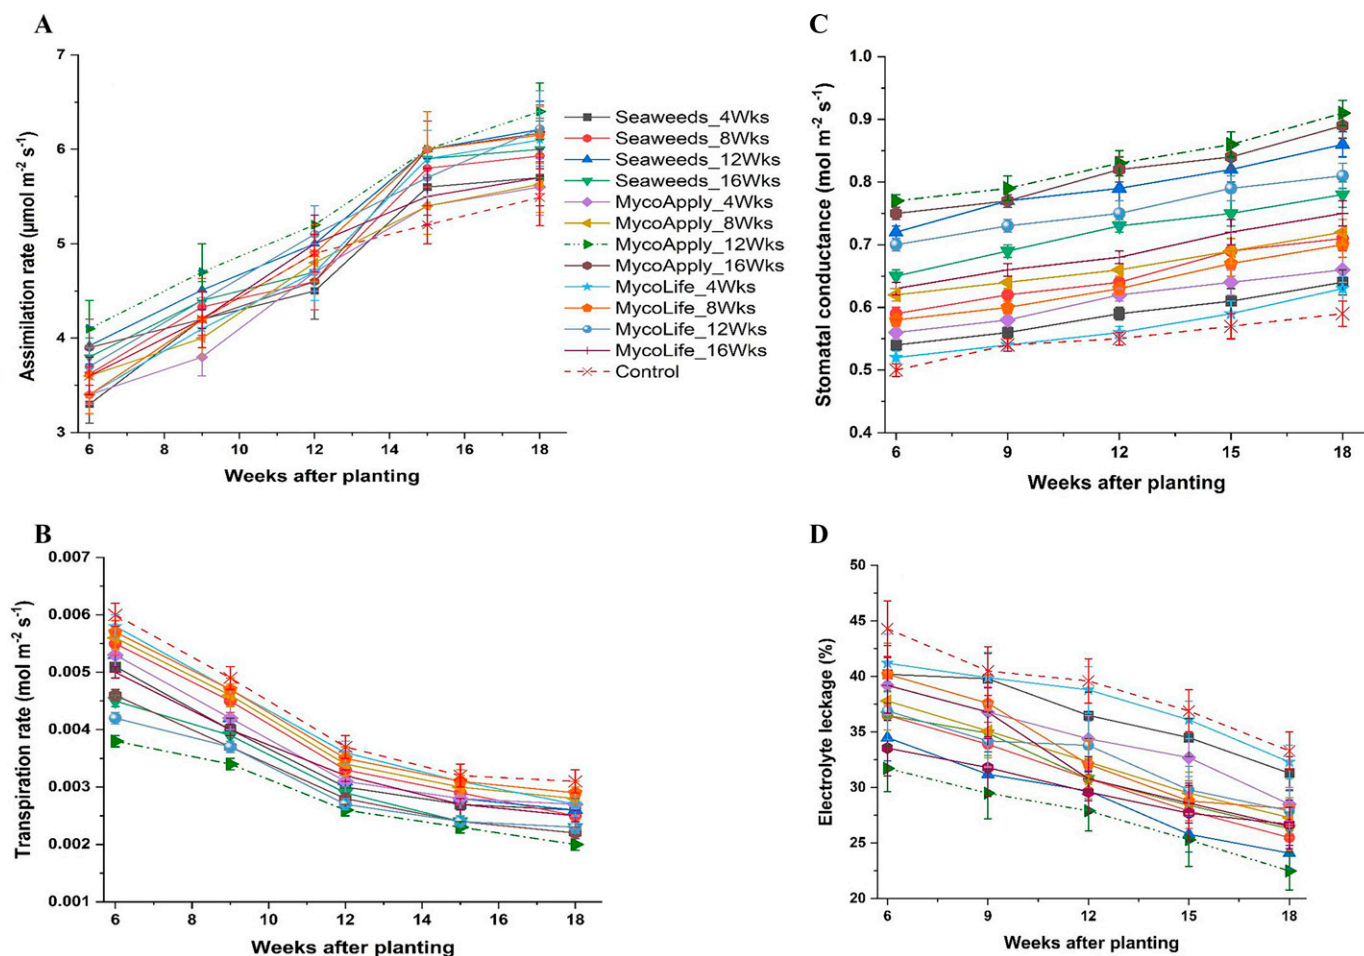 A
Assimilation rate (μmol m⁻² s⁻¹)
7
6
5
4
3
6 8 10 12 14 16 18
Weeks after planting
Seaweeds_4Wks
Seaweeds_8Wks
Seaweeds_12Wks
Seaweeds_16Wks
MycoApply_4Wks
MycoApply_8Wks
MycoApply_12Wks
MycoApply_16Wks
MycoLife_4Wks
MycoLife_8Wks
MycoLife_12Wks
MycoLife_16Wks
Control
C
Stomatal conductance (mol m⁻² s⁻¹)
1.0
0.9
0.8
0.7
0.6
0.5
0.4
6 9 12 15 18
Weeks after planting
B
Transpiration rate (mol m⁻² s⁻¹)
0.007
0.006
0.005
0.004
0.003
0.002
0.001
6 8 10 12 14 16 18
Weeks after planting
D
Electrolyte leckage (%)
50
45
40
35
30
25
20
6 9 12 15 18
Weeks after planting